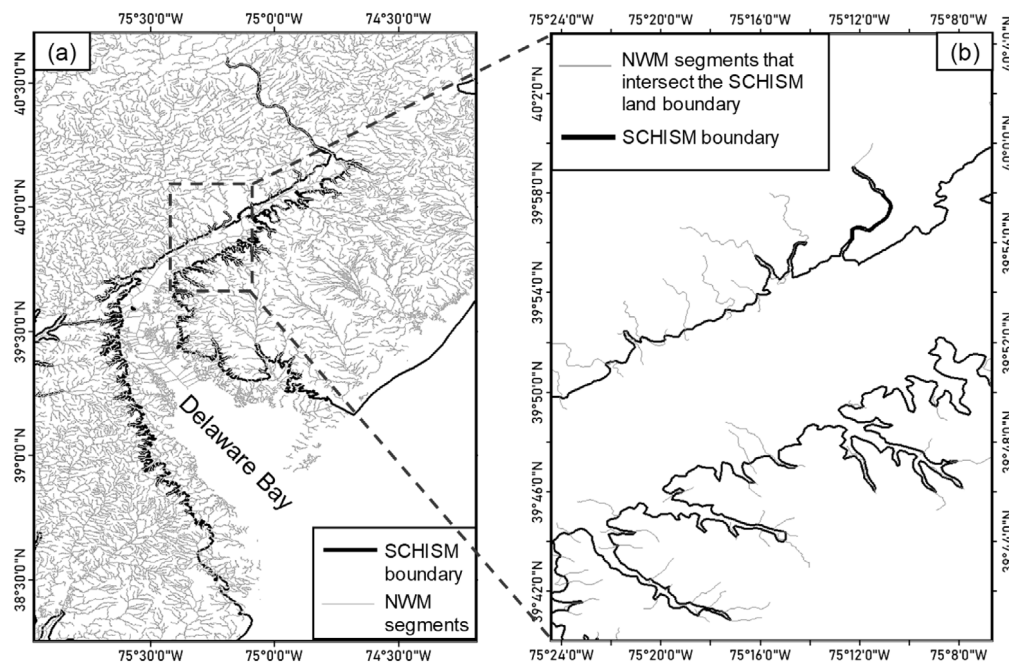 75°30'0"W 75°0'0"W 74°30'0"W
(a)
40°30'0"N
40°0'0"N
39°30'0"N
39°0'0"N
38°30'0"N
Delaware Bay
SCHISM
boundary
NWM
segments
75°30'0"W 75°0'0"W 74°30'0"W
75°24'0"W 75°20'0"W 75°16'0"W 75°12'0"W 75°8'0"W
(b)
NWM segments that
intersect the SCHISM
land boundary
SCHISM boundary
40°2'0"N
39°58'0"N
39°54'0"N
39°50'0"N
39°46'0"N
39°42'0"N
75°24'0"W 75°20'0"W 75°16'0"W 75°12'0"W 75°8'0"W